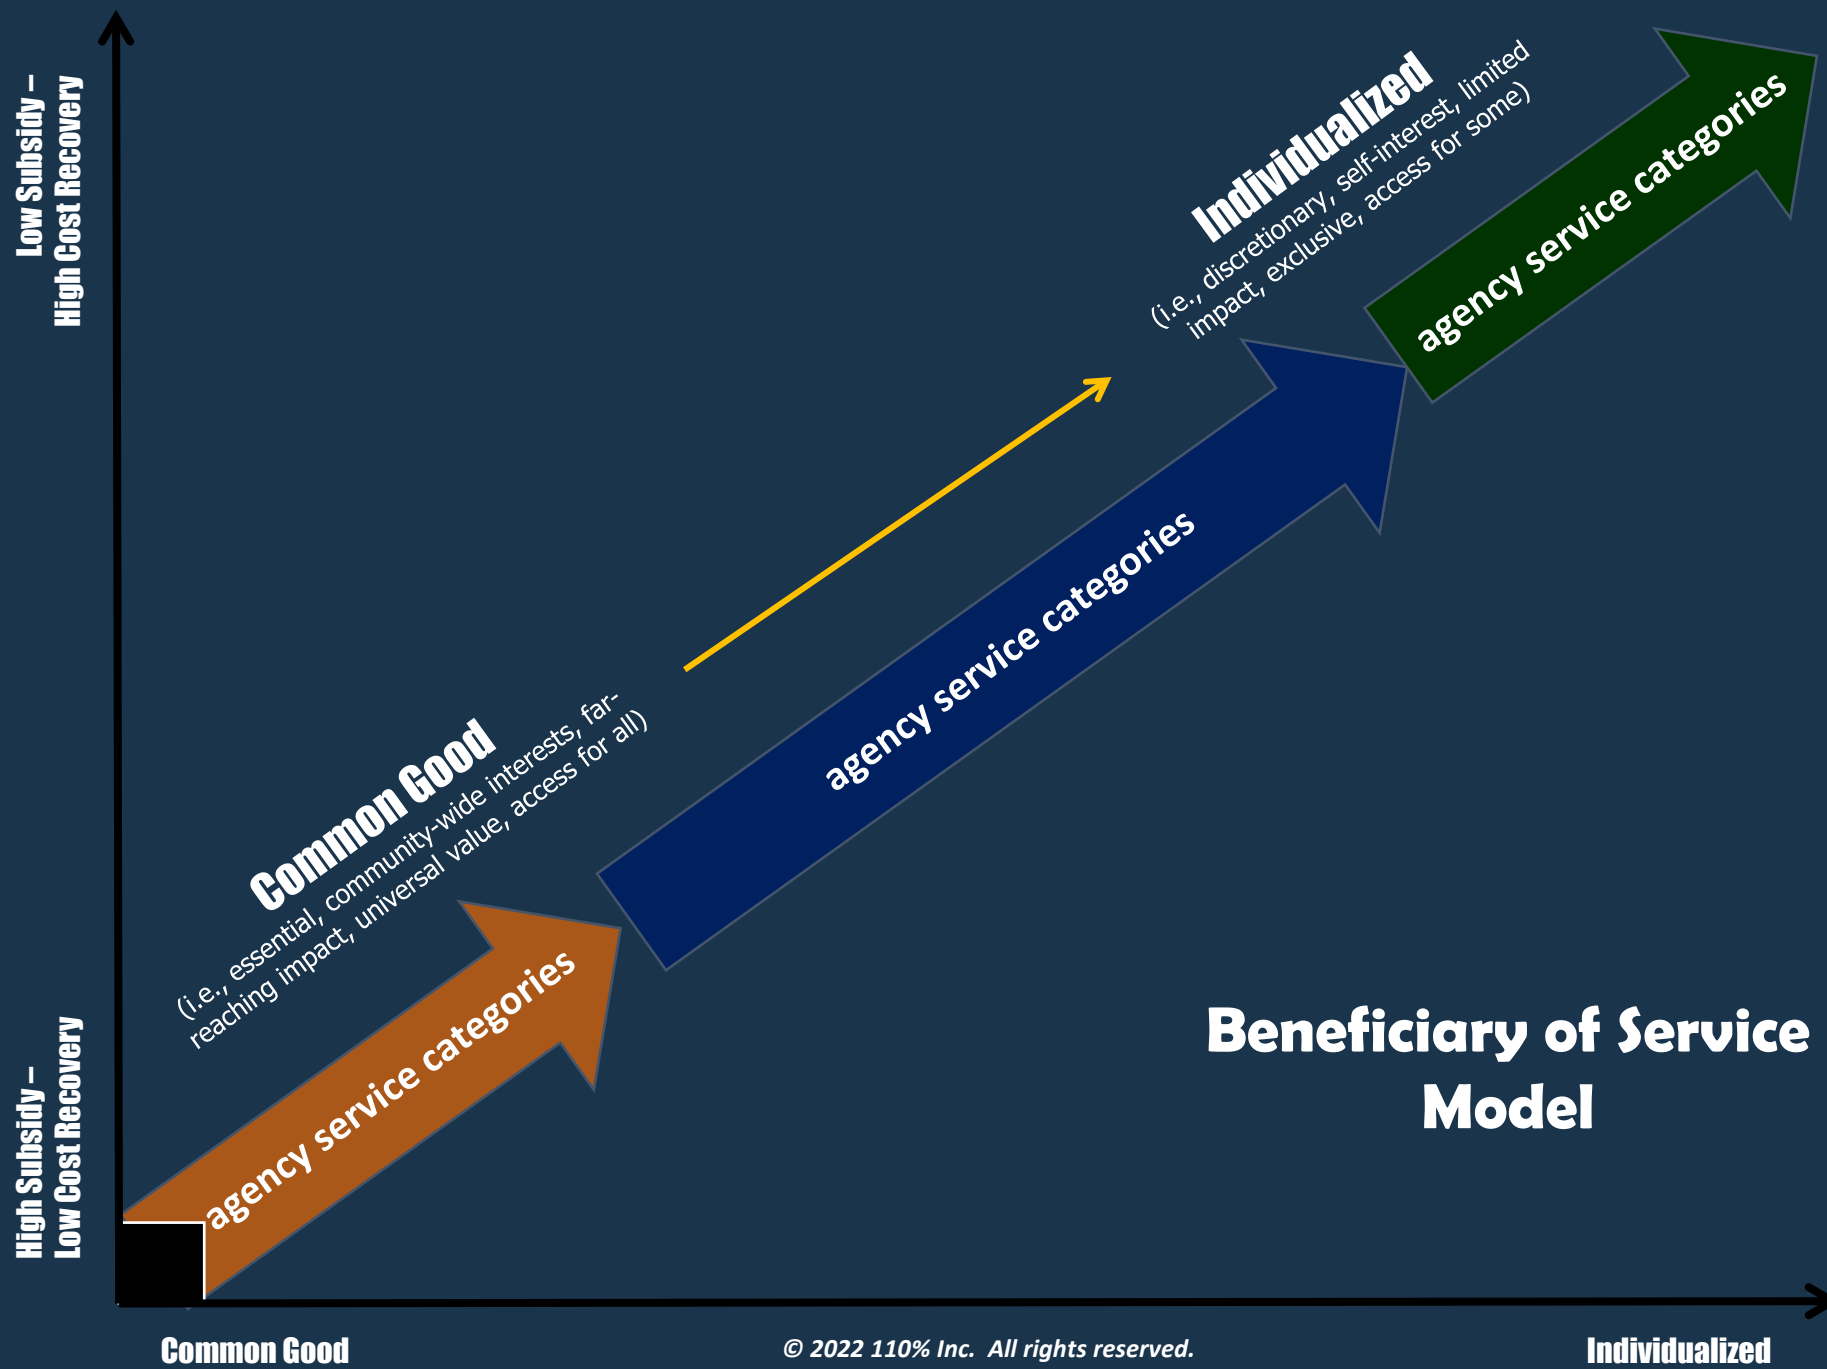 Low Subsidy –
High Cost Recovery
Individualized
(i.e., discretionary, self-interest, limited
impact, exclusive, access for some)
agency service categories
agency service categories
Common Good
(i.e., essential, community-wide interests, far-
reaching impact, universal value, access for all)
agency service categories
High Subsidy –
Low Cost Recovery
Beneficiary of Service
Model
Common Good
© 2022 110% Inc. All rights reserved.
Individualized